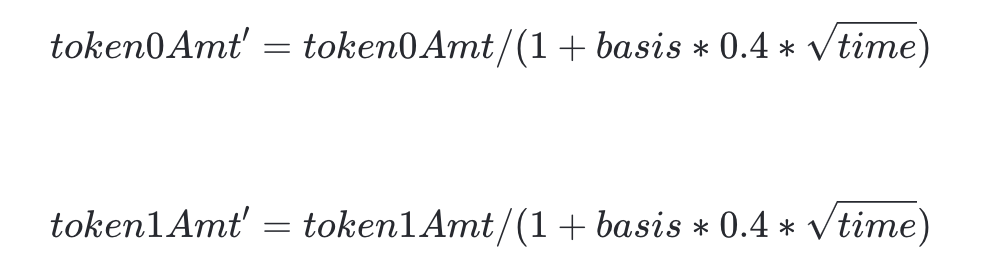 token0Amt′ = token0Amt/(1 + basis * 0.4 * √time)
token1Amt′ = token1Amt/(1 + basis * 0.4 * √time)